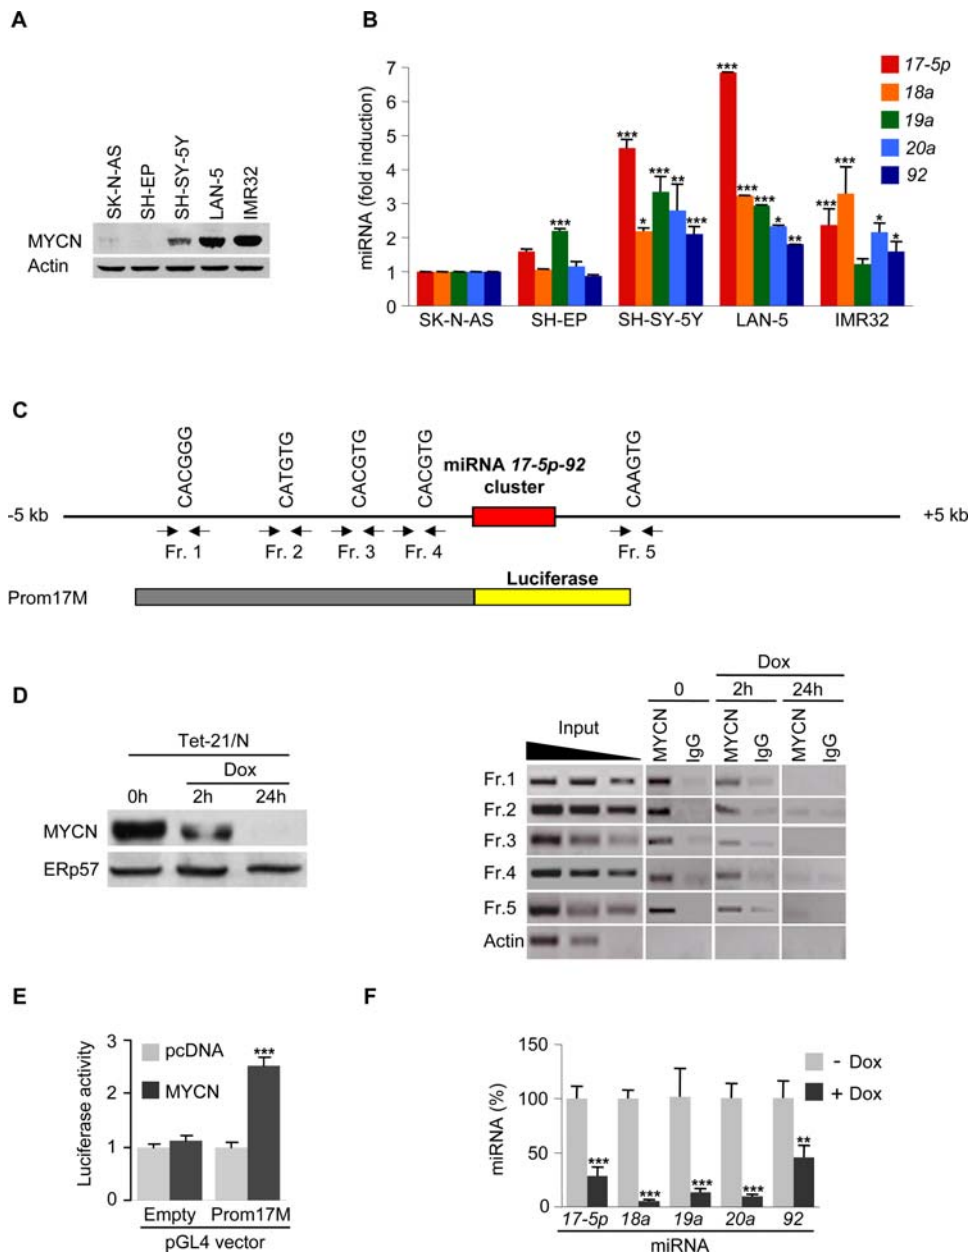 A
SK-N-AS
SH-EP
SH-SY-5Y
LAN-5
IMR32
MYCN
Actin
B
miRNA (fold induction)
7
6
5
4
3
2
1
0
***
***
*
***
**
***
***
***
***
*
**
***
***
*
*
SK-N-AS
SH-EP
SH-SY-5Y
LAN-5
IMR32
17-5p
18a
19a
20a
92
C
CACGGG
CATGTG
CACGTG
CACGTG
CAAGTG
miRNA 17-5p-92
cluster
-5 kb
+5 kb
Fr. 1
Fr. 2
Fr. 3
Fr. 4
Fr. 5
Luciferase
Prom17M
D
Tet-21/N
Dox
0h
2h
24h
MYCN
ERp57
Dox
0
2h
24h
Input
MYCN
IgG
MYCN
IgG
MYCN
IgG
Fr.1
Fr.2
Fr.3
Fr.4
Fr.5
Actin
E
Luciferase activity
3
2
1
0
pcDNA
MYCN
***
Empty
Prom17M
pGL4 vector
F
miRNA (%)
150
100
50
0
- Dox
+ Dox
***
***
***
***
**
17-5p
18a
19a
20a
92
miRNA